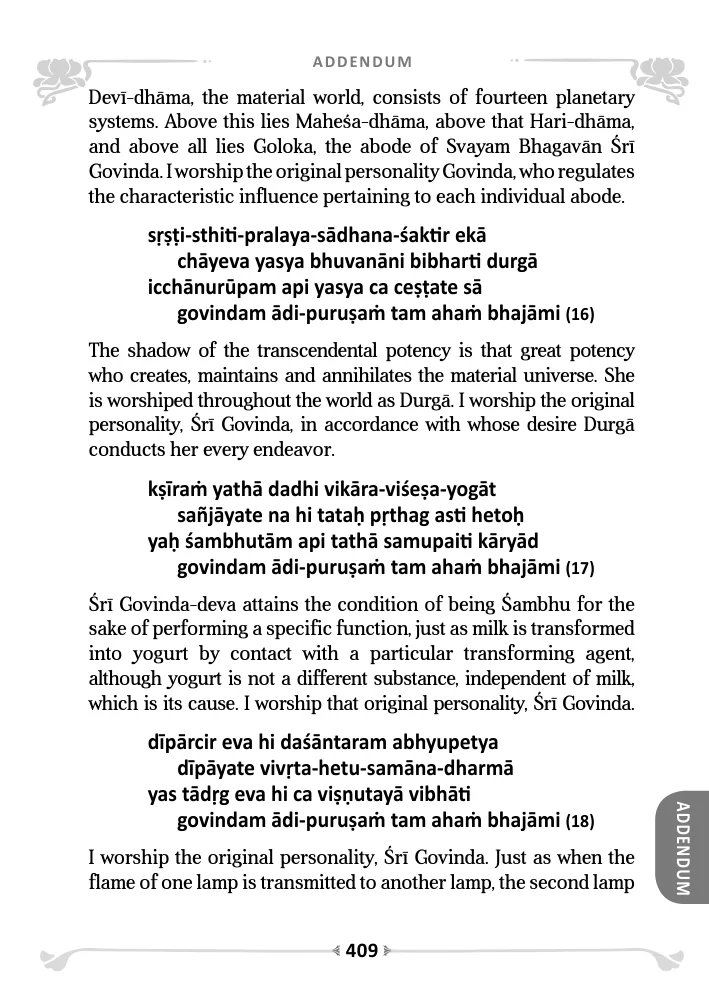 ADDENDUM
Devī-dhāma, the material world, consists of fourteen planetary
systems. Above this lies Maheśa-dhāma, above that Hari-dhāma,
and above all lies Goloka, the abode of Svayam Bhagavān Śrī
Govinda. I worship the original personality Govinda, who regulates
the characteristic influence pertaining to each individual abode.
sṛṣṭi-sthiti-pralaya-sādhana-śaktir ekā
chāyeva yasya bhuvanāni bibharti durgā
icchānurūpam api yasya ca ceṣṭate sā
govindam ādi-puruṣaṁ tam ahaṁ bhajāmi (16)
The shadow of the transcendental potency is that great potency
who creates, maintains and annihilates the material universe. She
is worshiped throughout the world as Durgā. I worship the original
personality, Śrī Govinda, in accordance with whose desire Durgā
conducts her every endeavor.
kṣīraṁ yathā dadhi vikāra-viśeṣa-yogāt
sañjāyate na hi tataḥ pṛthag asti hetoḥ
yaḥ śambhutām api tathā samupaiti kāryād
govindam ādi-puruṣaṁ tam ahaṁ bhajāmi (17)
Śrī Govinda-deva attains the condition of being Śambhu for the
sake of performing a specific function, just as milk is transformed
into yogurt by contact with a particular transforming agent,
although yogurt is not a different substance, independent of milk,
which is its cause. I worship that original personality, Śrī Govinda.
dīpārcir eva hi daśāntaram abhyupetya
dīpāyate vivṛta-hetu-samāna-dharmā
yas tādṛg eva hi ca viṣṇutayā vibhāti
govindam ādi-puruṣaṁ tam ahaṁ bhajāmi (18)
I worship the original personality, Śrī Govinda. Just as when the
flame of one lamp is transmitted to another lamp, the second lamp
ADDENDUM
409